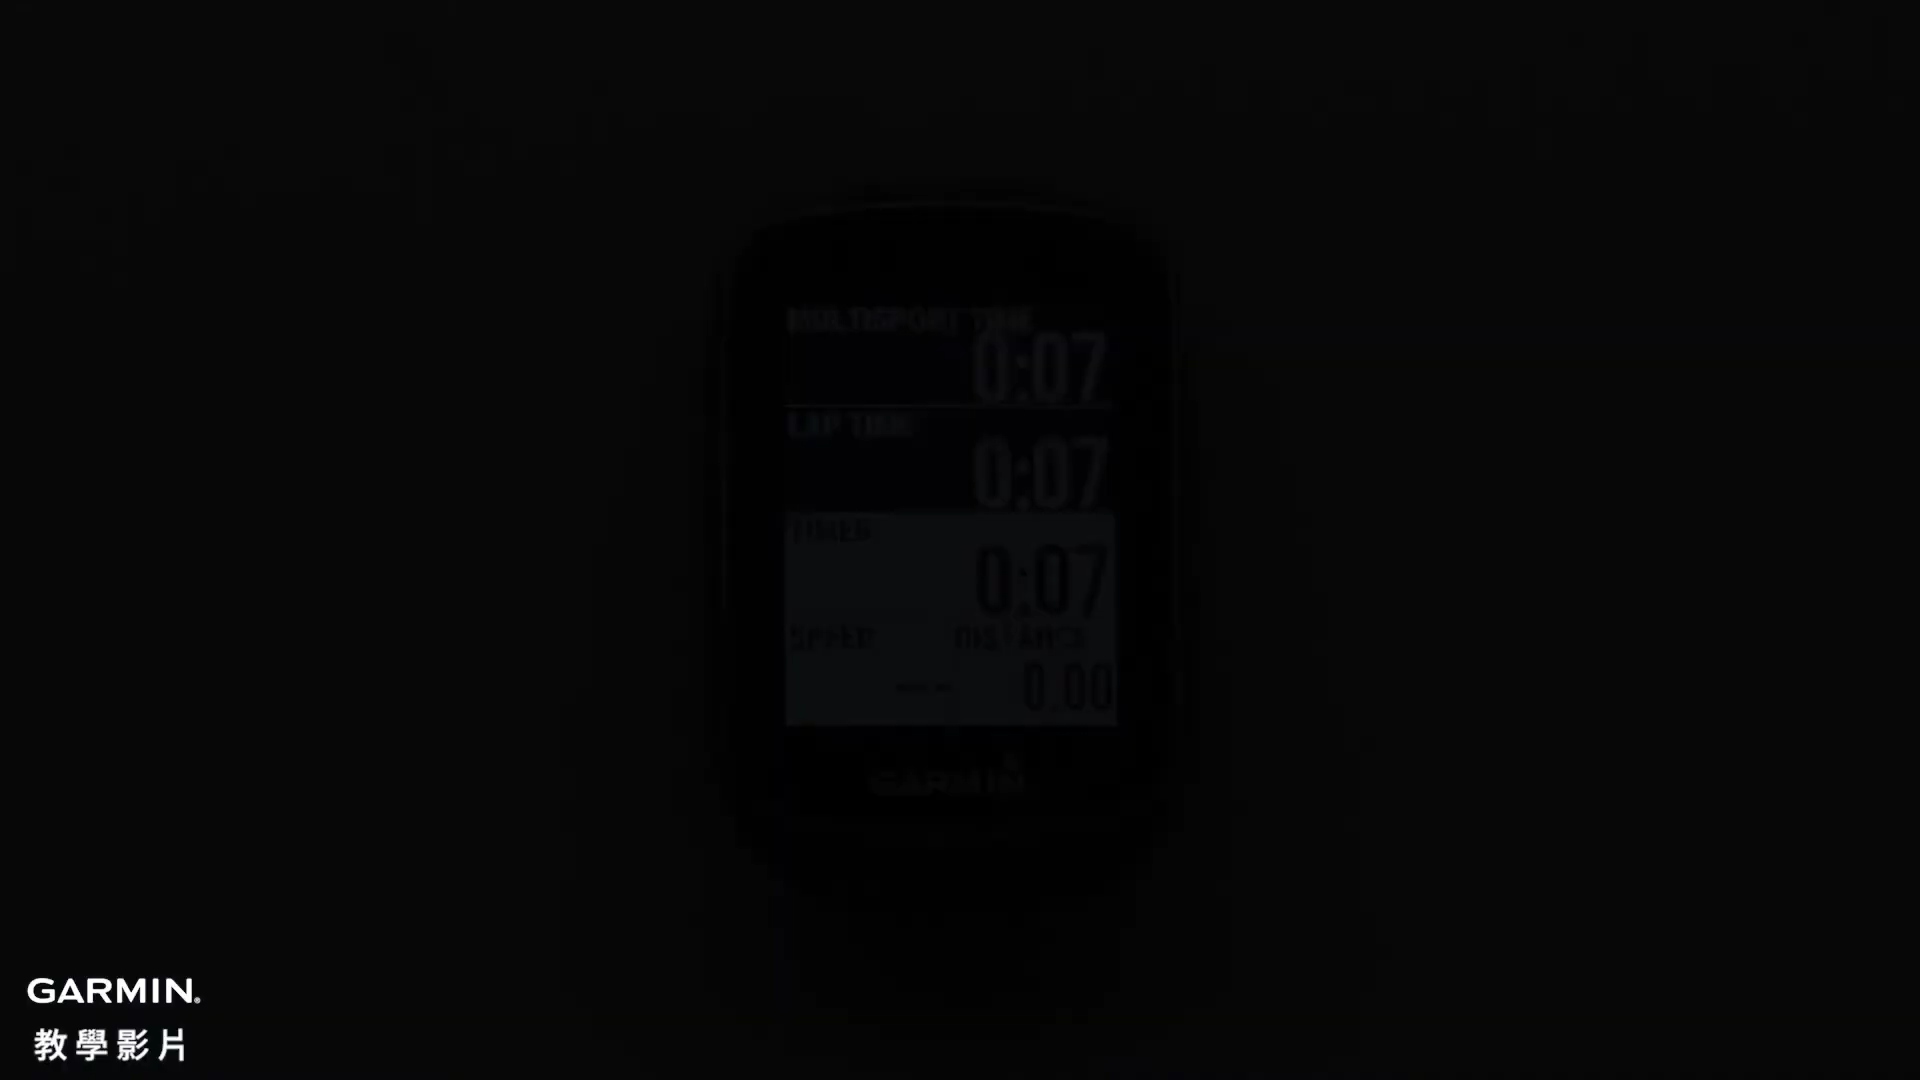 MULTISPORT TIME
0:07
LAP TIME
0:07
TIMER
0:07
SPEED DISTANCE
--- 0.00
GARMIN
GARMIN®
教學影片